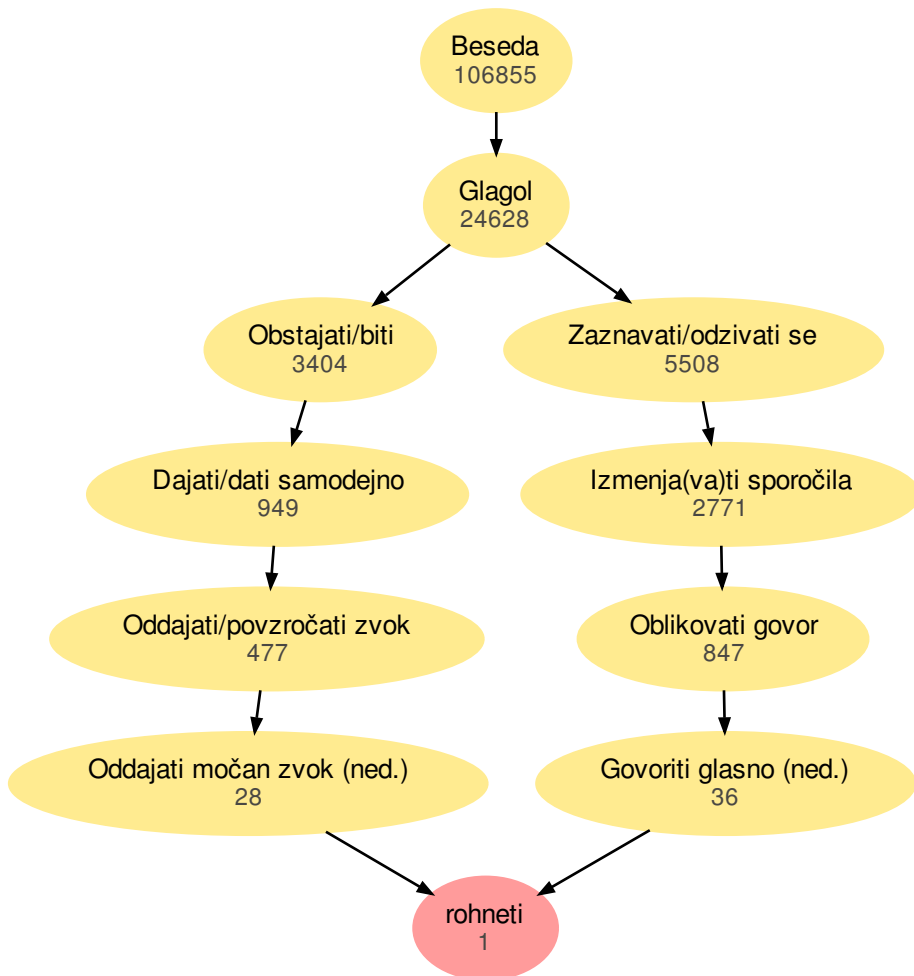 Beseda
106855
Glagol
24628
Obstajati/biti
3404
Zaznavati/odzivati se
5508
Dajati/dati samodejno
949
Izmenja(va)ti sporočila
2771
Oddajati/povzročati zvok
477
Oblikovati govor
847
Oddajati močan zvok (ned.)
28
Govoriti glasno (ned.)
36
rohneti
1